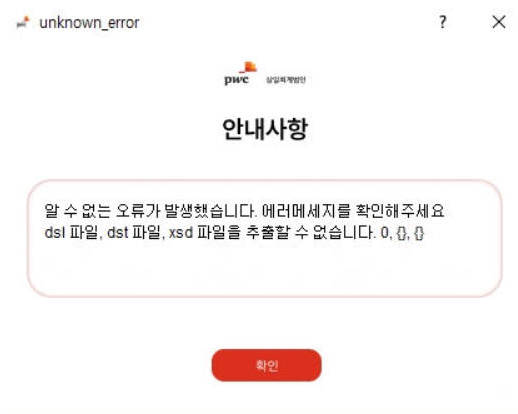 unknown_error
pwc 삼일회계법인
안내사항
알 수 없는 오류가 발생했습니다. 에러메세지를 확인해주세요
dsl 파일, dst 파일, xsd 파일을 추출할 수 없습니다. 0, {}, {}
확인